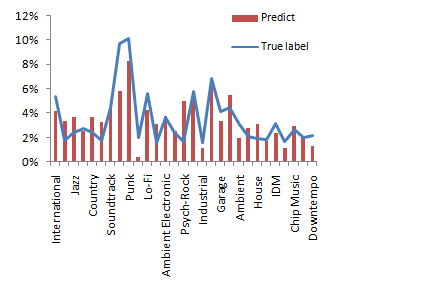 12%
10%
8%
6%
4%
2%
0%
Predict
True label
International
Jazz
Country
Soundtrack
Punk
Lo-Fi
Ambient Electronic
Psych-Rock
Industrial
Garage
Ambient
House
IDM
Chip Music
Downtempo